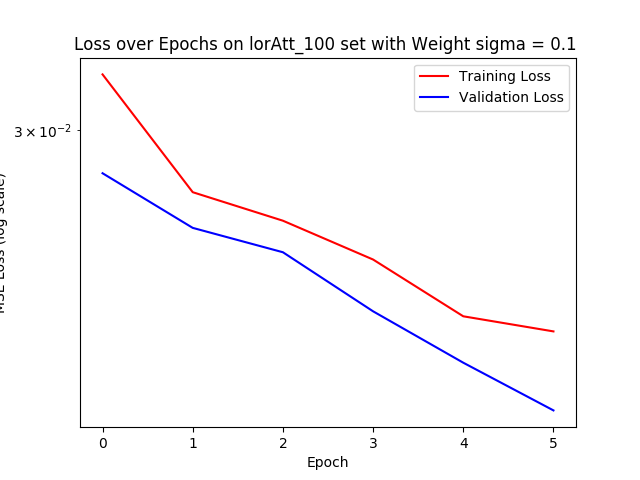 Loss over Epochs on lorAtt_100 set with Weight sigma = 0.1
Training Loss
Validation Loss
3 × 10⁻²
MSE Loss (log scale)
0 1 2 3 4 5
Epoch